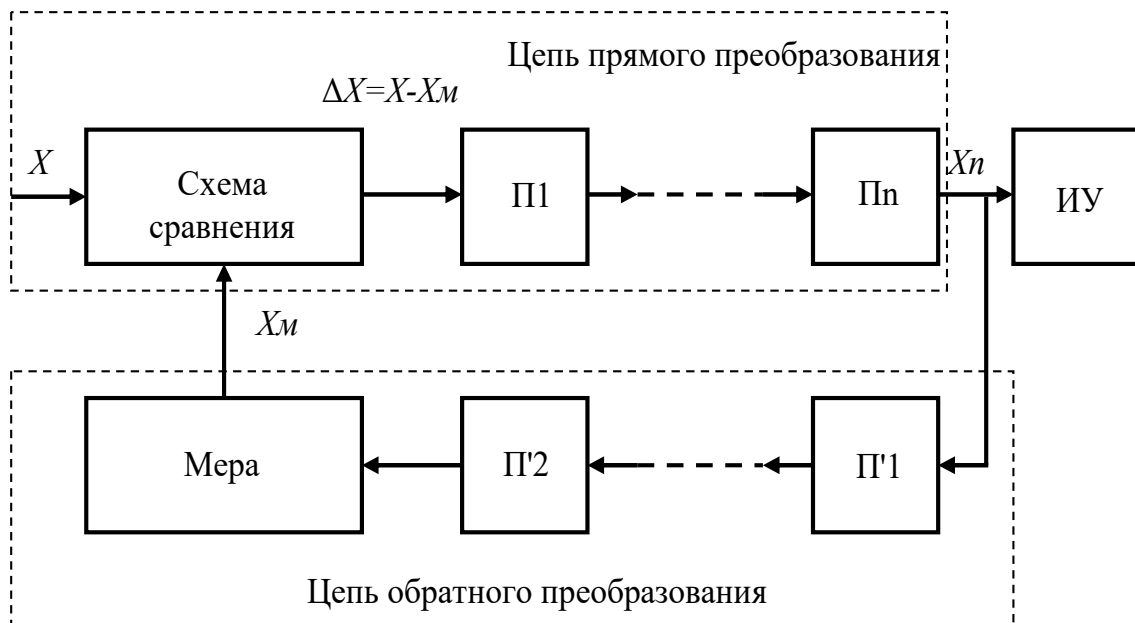 Цепь прямого преобразования
ΔX=X-Xм
X
Схема
сравнения
П1
Пn
Xn
ИУ
Xм
Мера
П'2
П'1
Цепь обратного преобразования